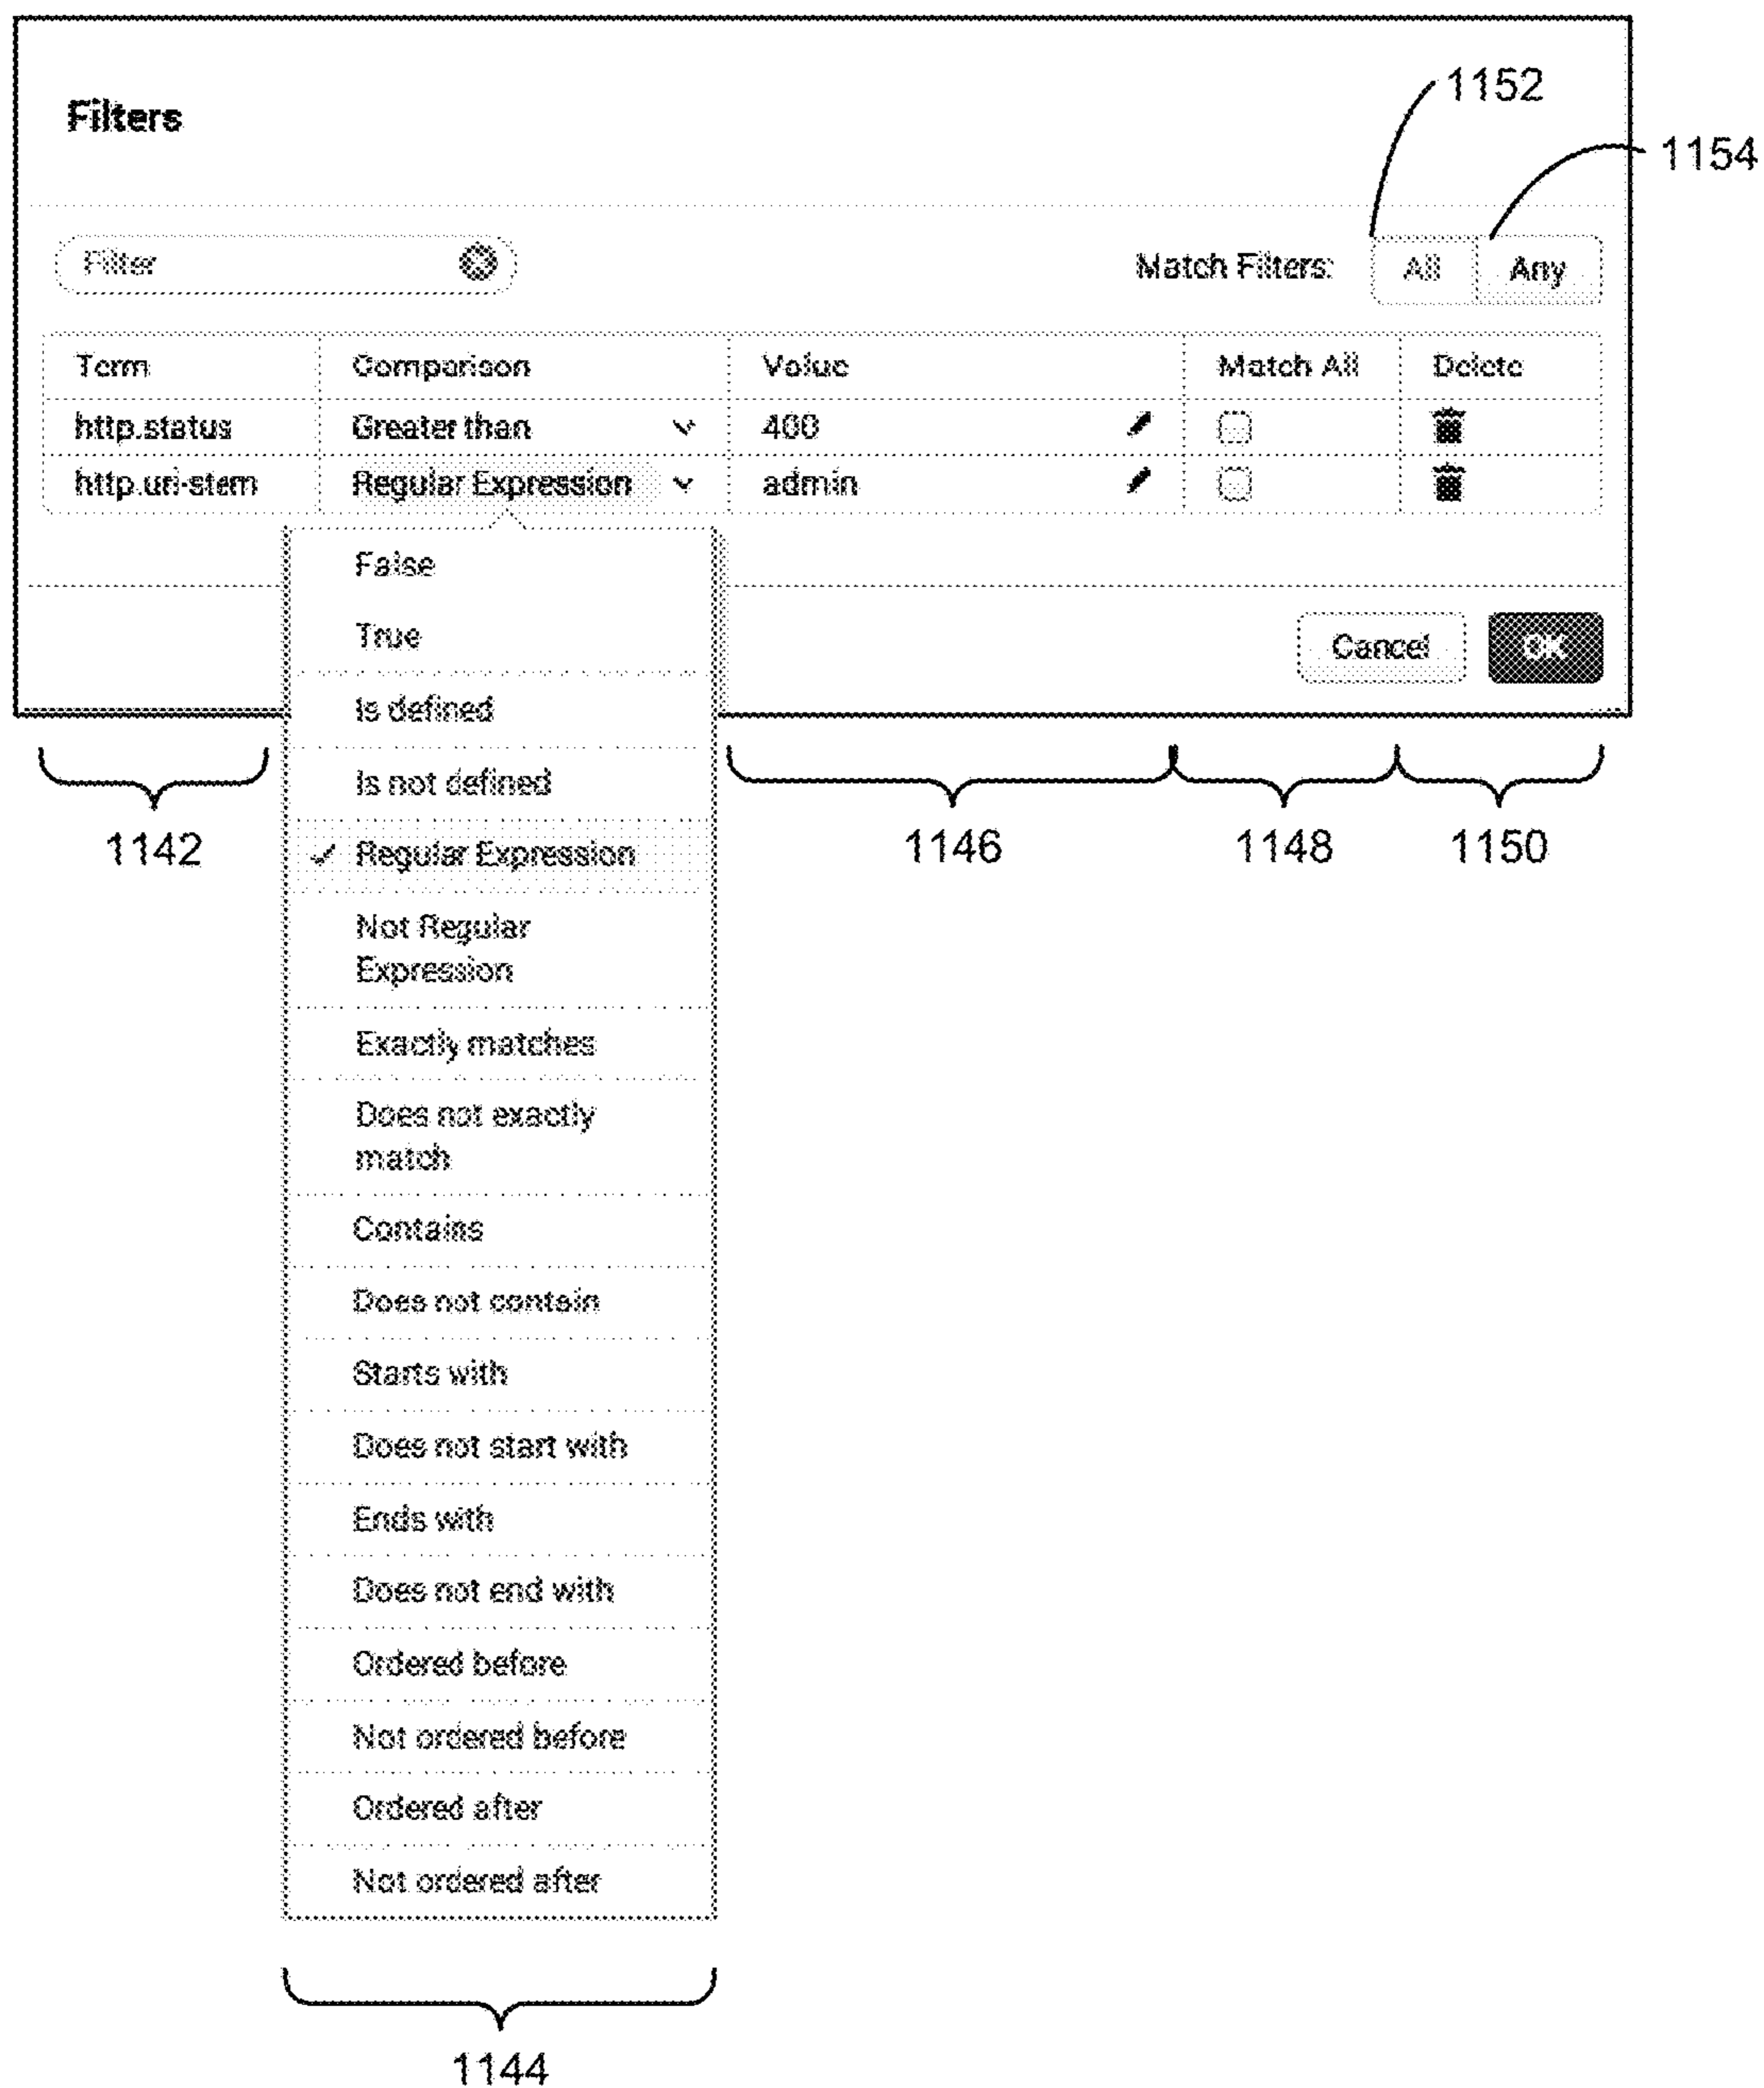 1152
Filters
1154
Filter
Match Filters: All Any
Term Comparison Value Match All Delete
http.status Greater than 400
http.uri-stem Regular Expression admin
False
True
Cancel OK
Is defined
Is not defined
1142 1146 1148 1150
Regular Expression
Not Regular
Expression
Exactly matches
Does not exactly
match
Contains
Does not contain
Starts with
Does not start with
Ends with
Does not end with
Ordered before
Not ordered before
Ordered after
Not ordered after
1144